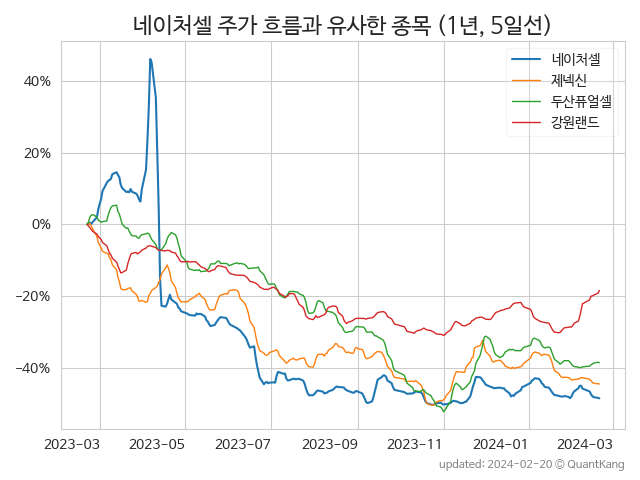 네이처셀 주가 흐름과 유사한 종목 (1년, 5일선)
네이처셀
제넥신
두산퓨얼셀
강원랜드
40%
20%
0%
−20%
−40%
2023-03 2023-05 2023-07 2023-09 2023-11 2024-01 2024-03
updated: 2024-02-20 © QuantKang